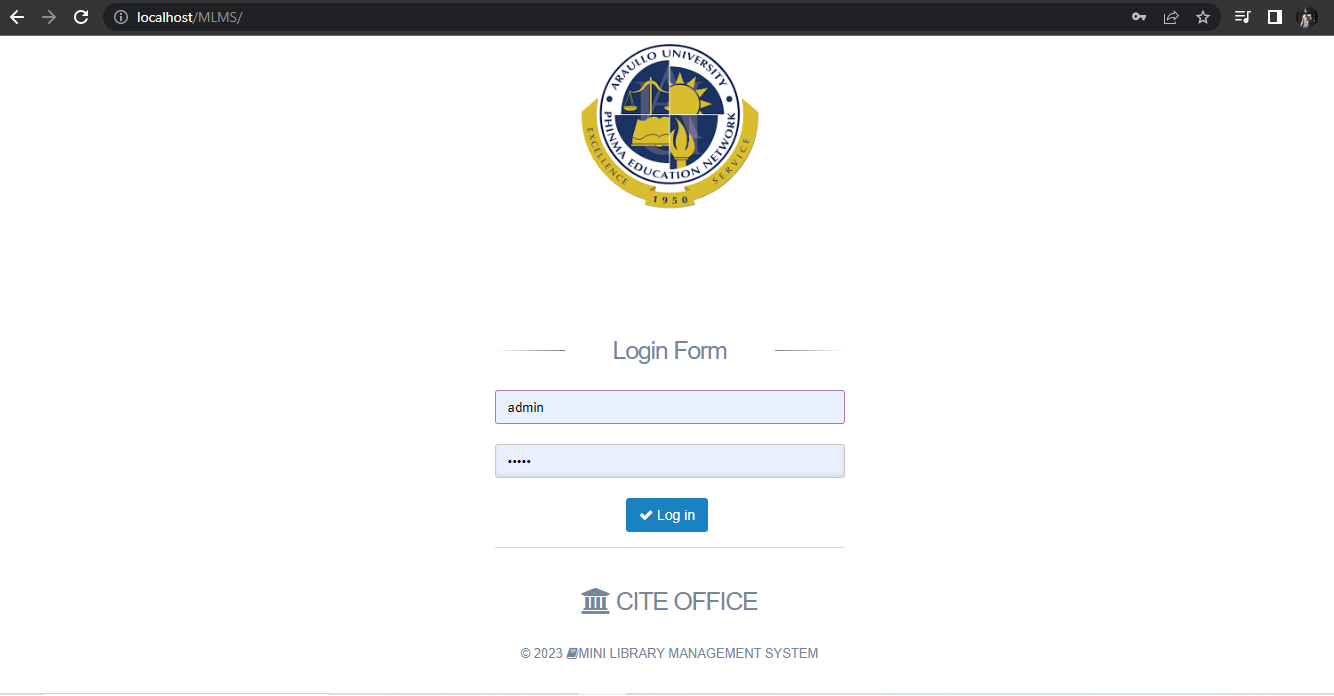 localhost/MLMS/
ARAULLO UNIVERSITY
PHINMA EDUCATION NETWORK
EXCELLENCE
SERVICE
1950
Login Form
admin
•••••
Log in
CITE OFFICE
© 2023 MINI LIBRARY MANAGEMENT SYSTEM